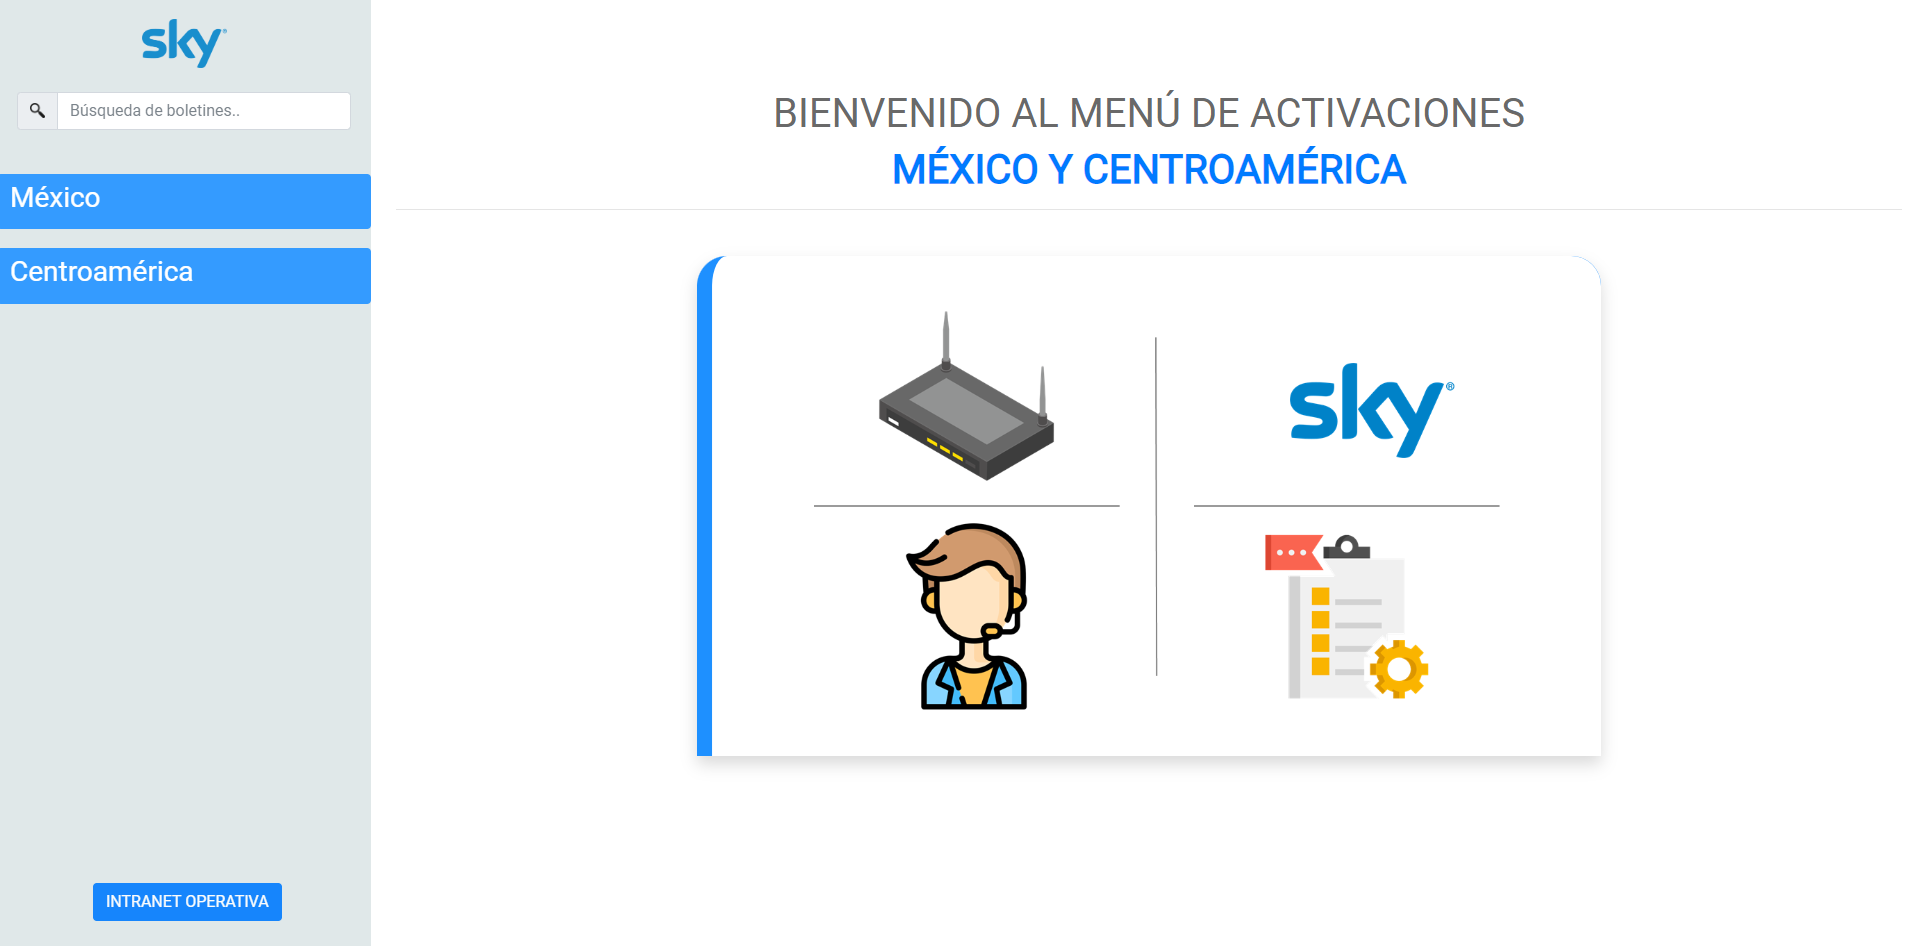 sky®
Búsqueda de boletines..
México
Centroamérica
INTRANET OPERATIVA
BIENVENIDO AL MENÚ DE ACTIVACIONES
MÉXICO Y CENTROAMÉRICA
sky®